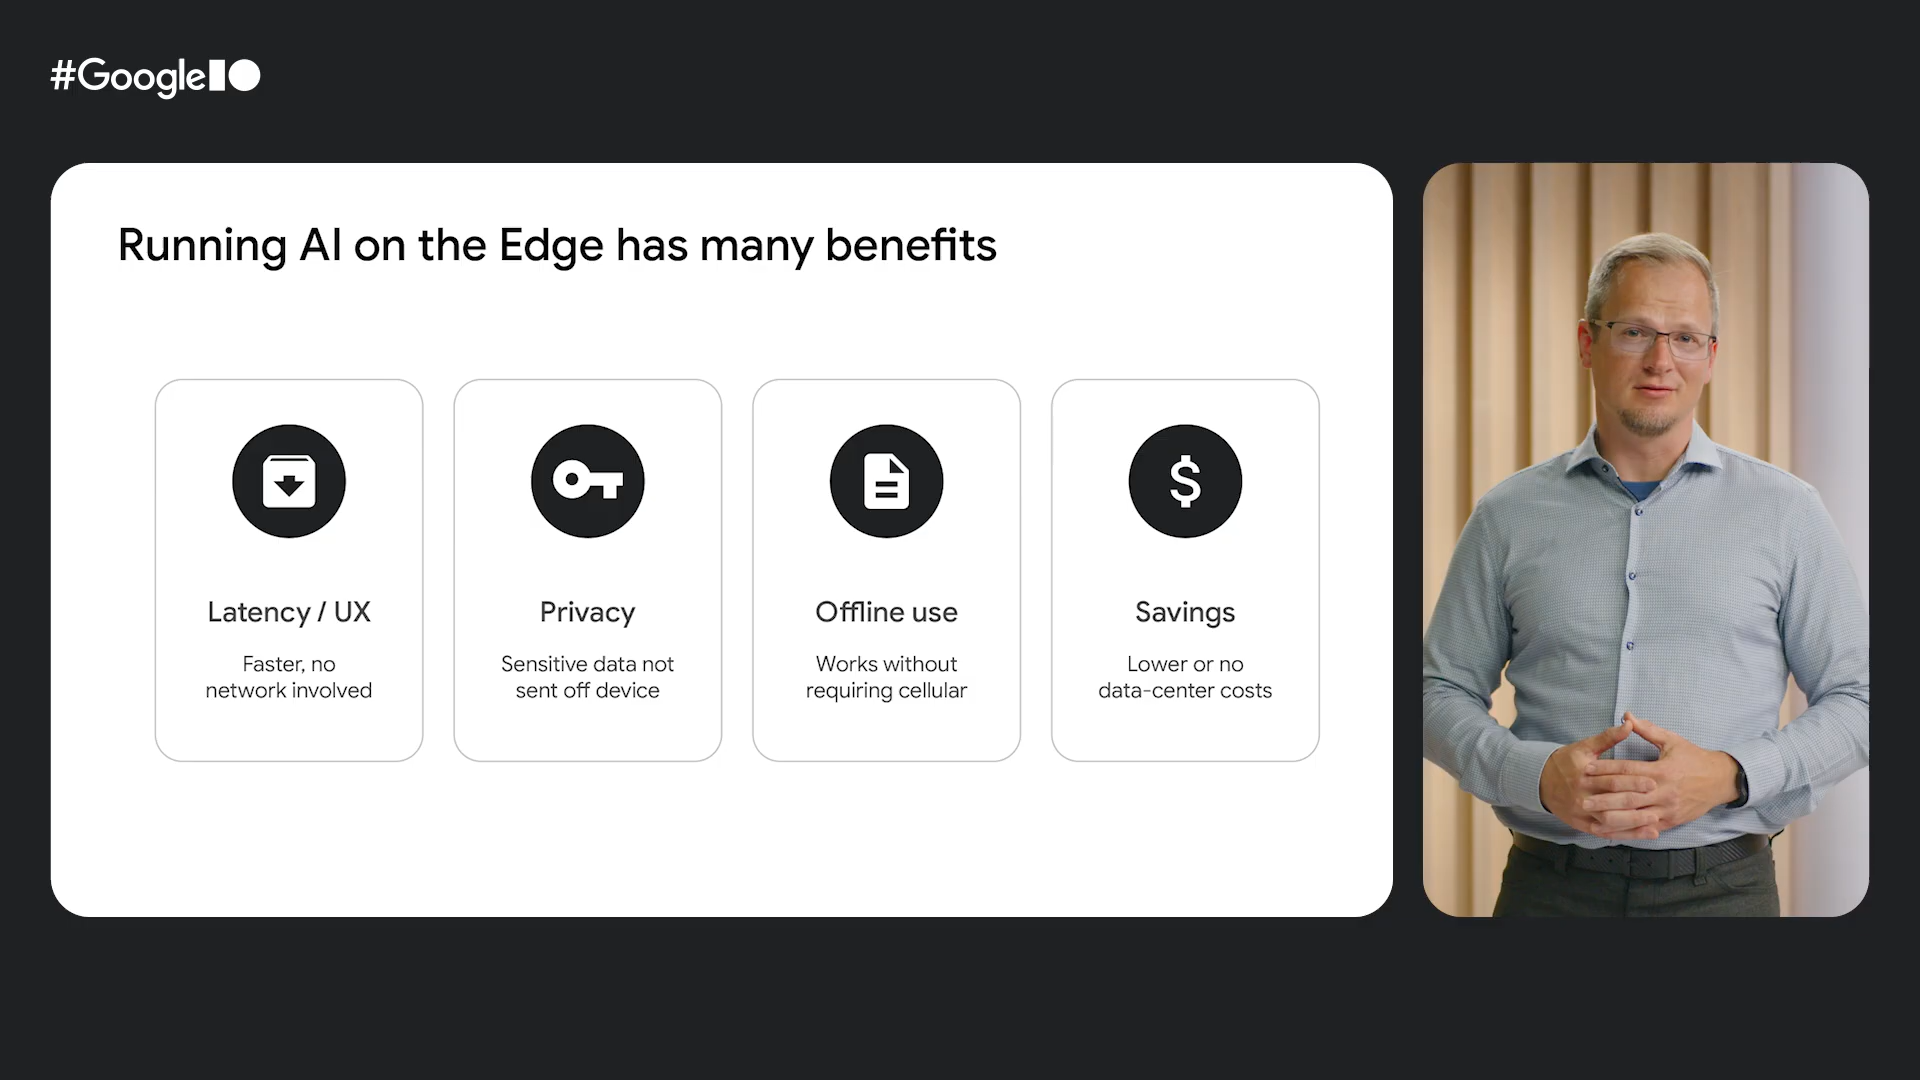 #GoogleIO
Running AI on the Edge has many benefits
Latency / UX
Faster, no
network involved
Privacy
Sensitive data not
sent off device
Offline use
Works without
requiring cellular
$
Savings
Lower or no
data-center costs